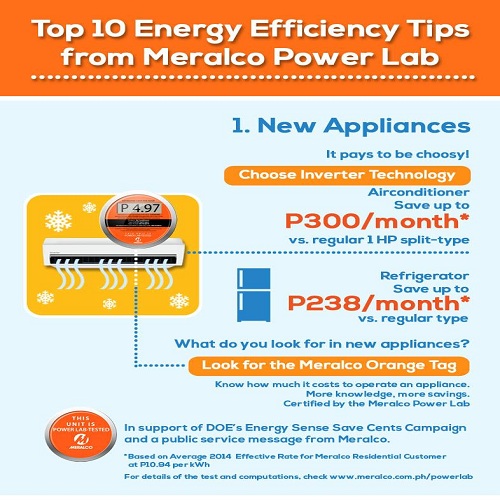 Top 10 Energy Efficiency Tips
from Meralco Power Lab
1. New Appliances
It pays to be choosy!
Choose Inverter Technology
Airconditioner
Save up to
P300/month*
vs. regular 1 HP split-type
P 4.97
Refrigerator
Save up to
P238/month*
vs. regular type
What do you look for in new appliances?
Look for the Meralco Orange Tag
Know how much it costs to operate an appliance.
More knowledge, more savings.
Certified by the Meralco Power Lab
THIS
UNIT IS
POWER LAB-TESTED
MERALCO
In support of DOE's Energy Sense Save Cents Campaign
and a public service message from Meralco.
*Based on Average 2014 Effective Rate for Meralco Residential Customer
at P10.94 per kWh
For details of the test and computations, check www.meralco.com.ph/powerlab